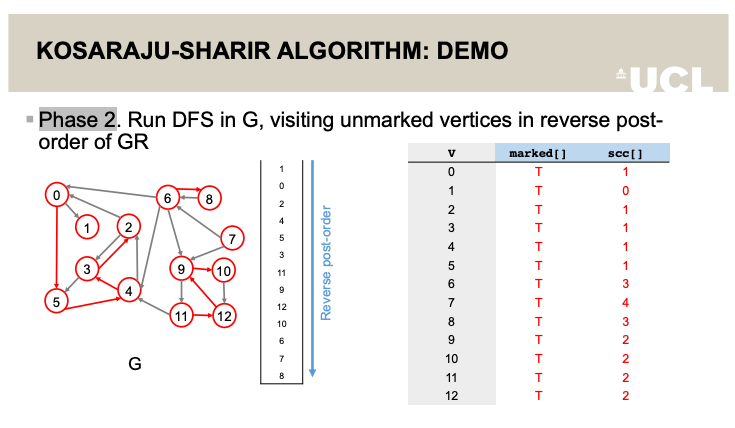 KOSARAJU-SHARIR ALGORITHM: DEMO
UCL
Phase 2. Run DFS in G, visiting unmarked vertices in reverse post-
order of GR
0
1
2
3
4
5
6
7
8
9
10
11
12
G
1
0
2
4
5
3
11
9
12
10
6
7
8
Reverse post-order
V marked[] scc[]
0 T 1
1 T 0
2 T 1
3 T 1
4 T 1
5 T 1
6 T 3
7 T 4
8 T 3
9 T 2
10 T 2
11 T 2
12 T 2